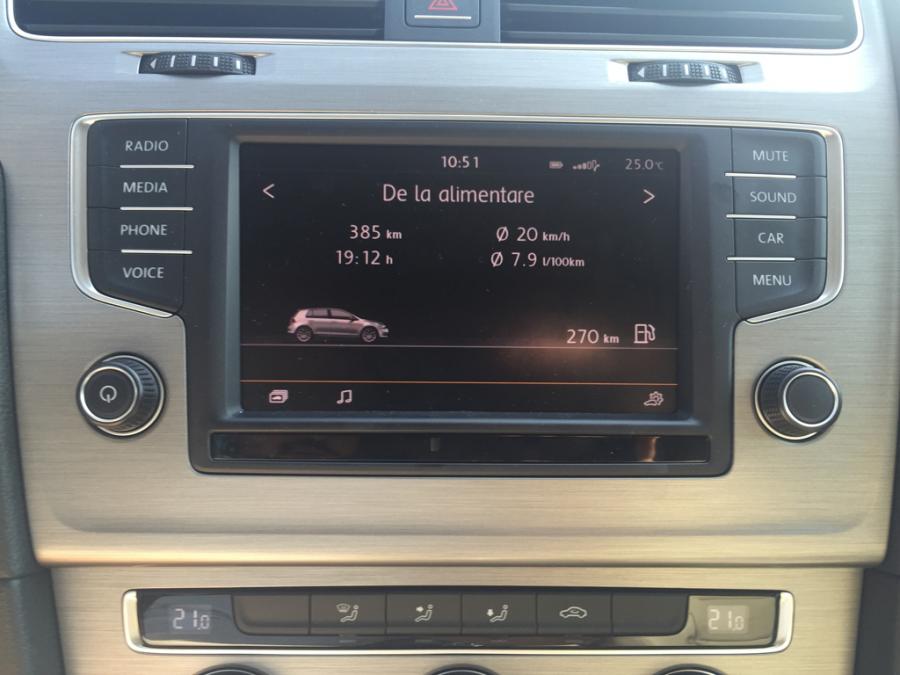 RADIO
MEDIA
PHONE
VOICE
10:51 25.0°C
< De la alimentare >
385 km Ø 20 km/h
19:12 h Ø 7.9 l/100km
270 km
MUTE
SOUND
CAR
MENU
21.0 21.0